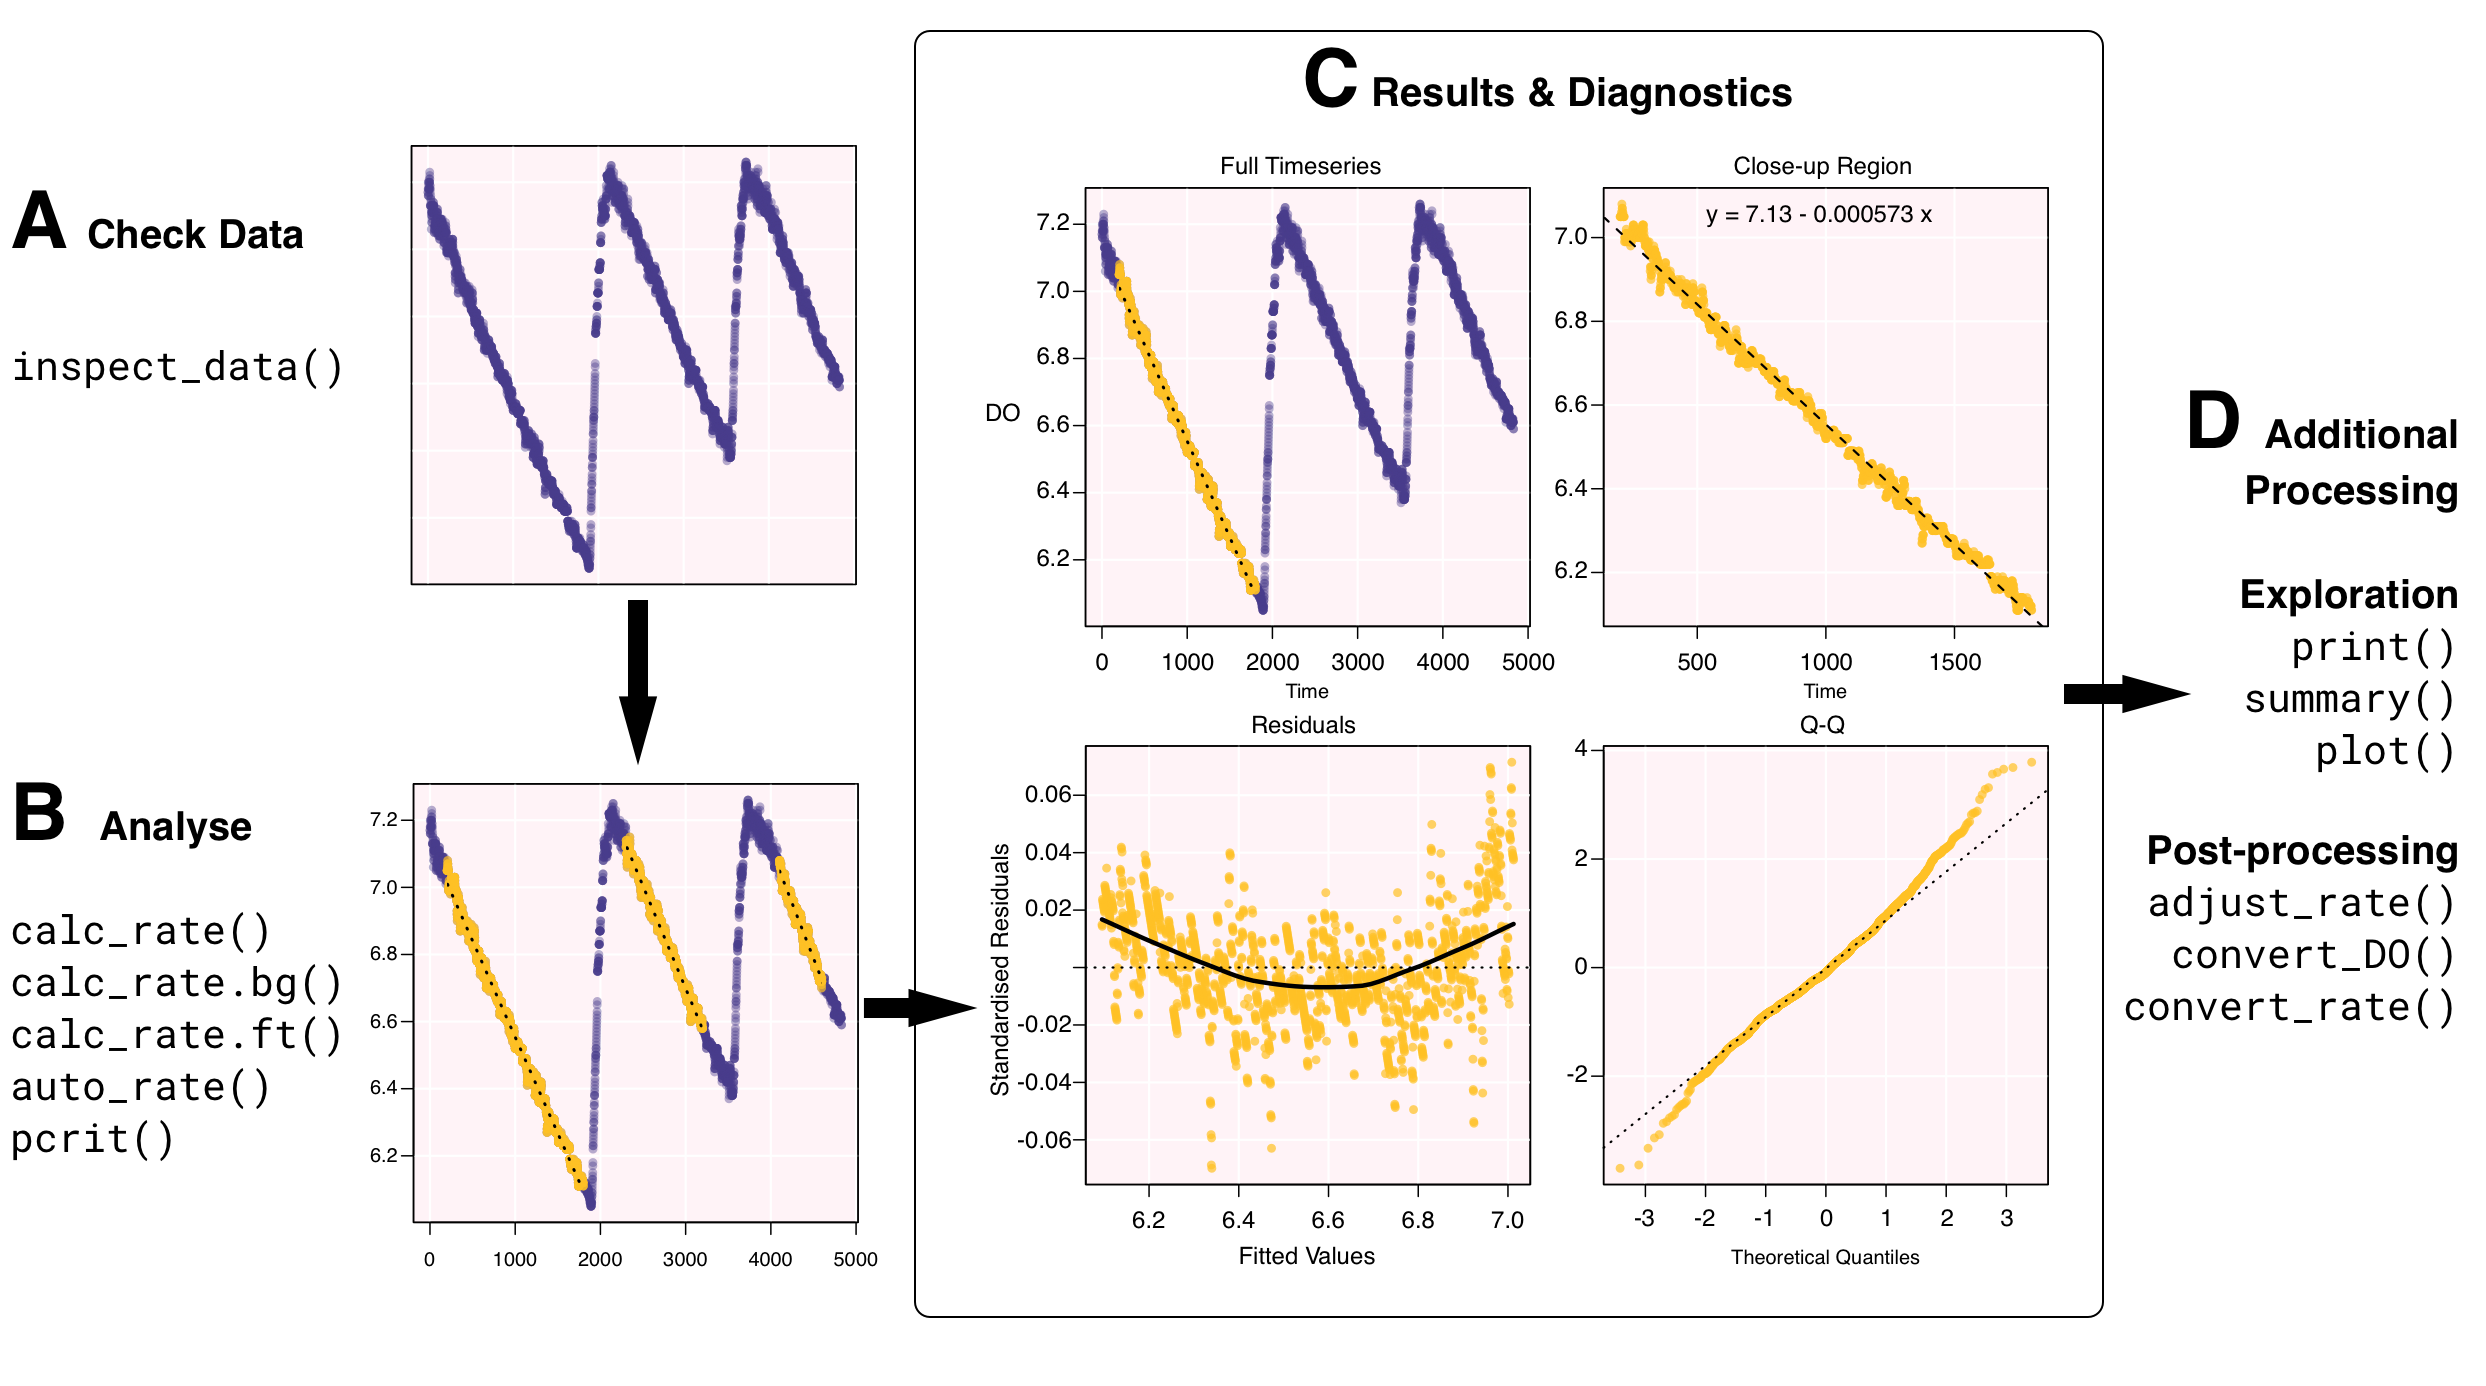 A Check Data
inspect_data()
B Analyse
calc_rate()
calc_rate.bg()
calc_rate.ft()
auto_rate()
pcrit()
7.2
7.0
6.8
6.6
6.4
6.2
0 1000 2000 3000 4000 5000
C Results & Diagnostics
Full Timeseries
DO
7.2
7.0
6.8
6.6
6.4
6.2
0 1000 2000 3000 4000 5000
Time
Close-up Region
y = 7.13 - 0.000573 x
7.0
6.8
6.6
6.4
6.2
500 1000 1500
Time
Residuals
Standardised Residuals
0.06
0.04
0.02
-0.02
-0.04
-0.06
6.2 6.4 6.6 6.8 7.0
Fitted Values
Q-Q
4
2
0
-2
-3 -2 -1 0 1 2 3
Theoretical Quantiles
D Additional
Processing
Exploration
print()
summary()
plot()
Post-processing
adjust_rate()
convert_DO()
convert_rate()